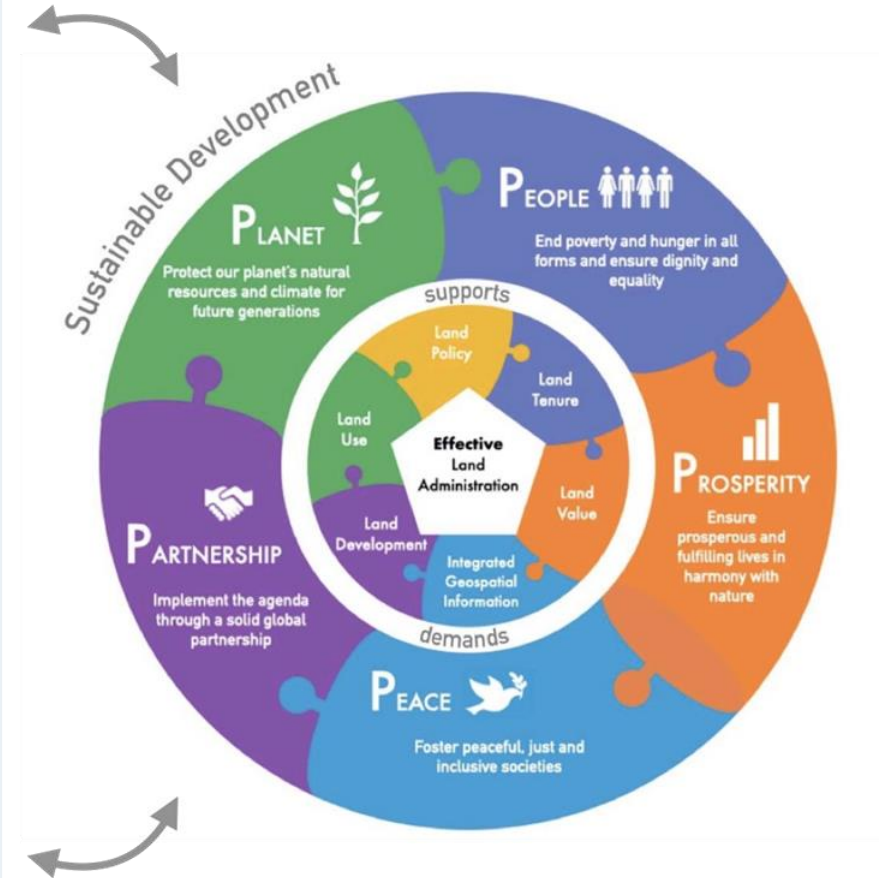 Sustainable Development
PLANET
Protect our planet's natural
resources and climate for
future generations
PEOPLE
End poverty and hunger in all
forms and ensure dignity and
equality
supports
Land
Policy
Land
Tenure
Land
Use
Effective
Land
Administration
Land
Value
Land
Development
Integrated
Geospatial
Information
demands
PROSPERITY
Ensure
prosperous and
fulfilling lives in
harmony with
nature
PARTNERSHIP
Implement the agenda
through a solid global
partnership
PEACE
Foster peaceful, just and
inclusive societies